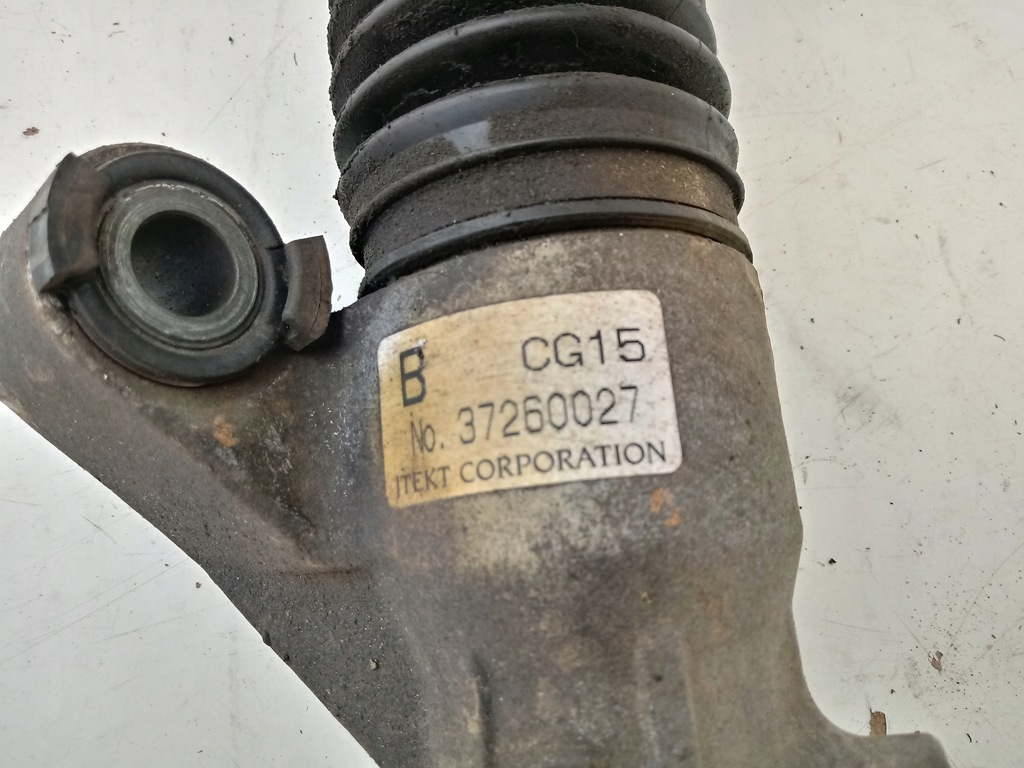 B CG15
No. 37260027
JTEKT CORPORATION